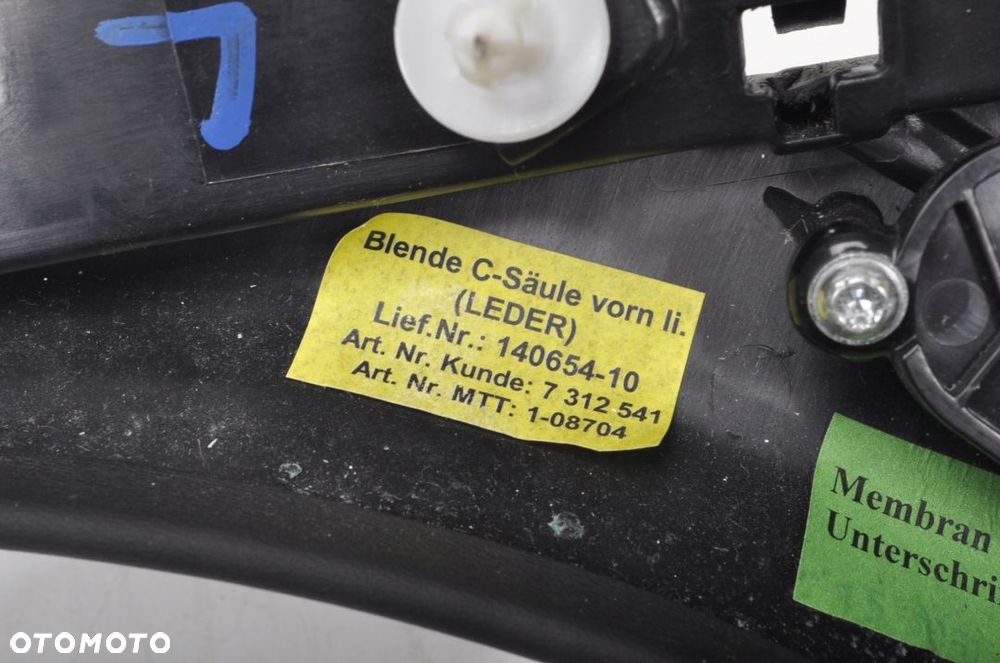 Blende C-Säule vorn li.
(LEDER)
Lief.Nr.: 140654-10
Art. Nr. Kunde: 7 312 541
Art. Nr. MTT: 1-08704
Membran
Unterschri
OTOMOTO